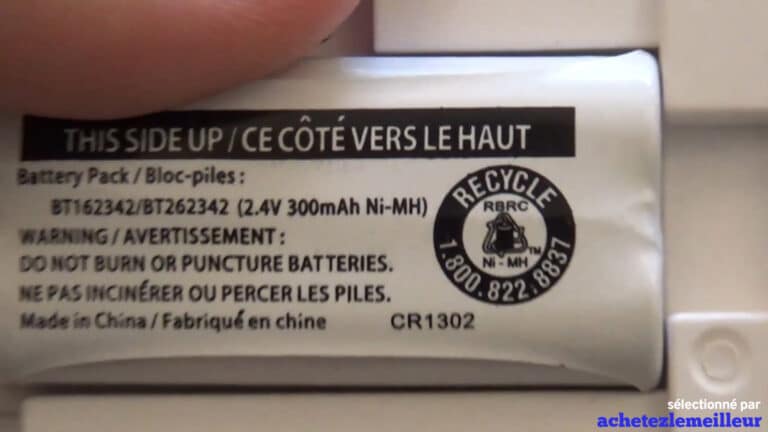 THIS SIDE UP / CE CÔTÉ VERS LE HAUT
Battery Pack / Bloc-piles :
BT162342/BT262342 (2.4V 300mAh Ni-MH)
WARNING / AVERTISSEMENT :
DO NOT BURN OR PUNCTURE BATTERIES.
NE PAS INCINÉRER OU PERCER LES PILES.
Made in China / Fabriqué en chine CR1302
RECYCLE
RBRC
TM
Ni - MH
1.800.822.8837
sélectionné par
achetezlemeilleur